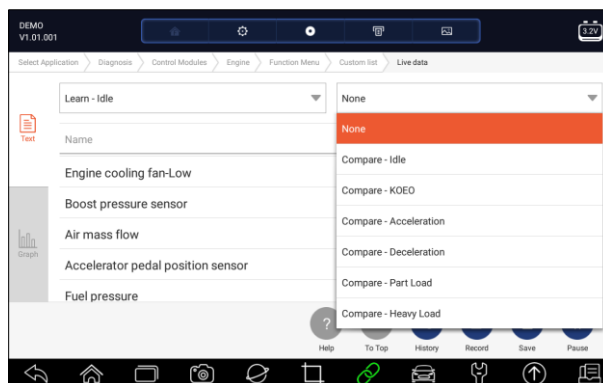 DEMO
V1.01.001
3.2V
Select Application Diagnosis Control Modules Engine Function Menu Custom list Live data
Learn - Idle
None
Text
Name
None
Engine cooling fan-Low
Compare - Idle
Boost pressure sensor
Compare - KOEO
Air mass flow
Compare - Acceleration
Graph
Accelerator pedal position sensor
Compare - Deceleration
Fuel pressure
Compare - Part Load
Compare - Heavy Load
?
Help To Top History Record Save Pause